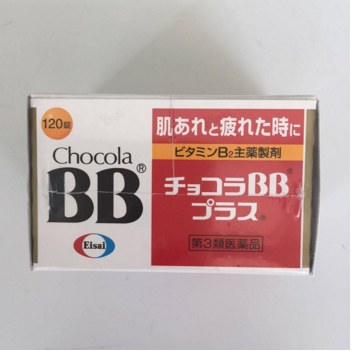 120錠
Chocola
BB®
Eisai
肌あれと疲れた時に
ビタミンB2主薬製剤
チョコラBB®
プラス®
第3類医薬品